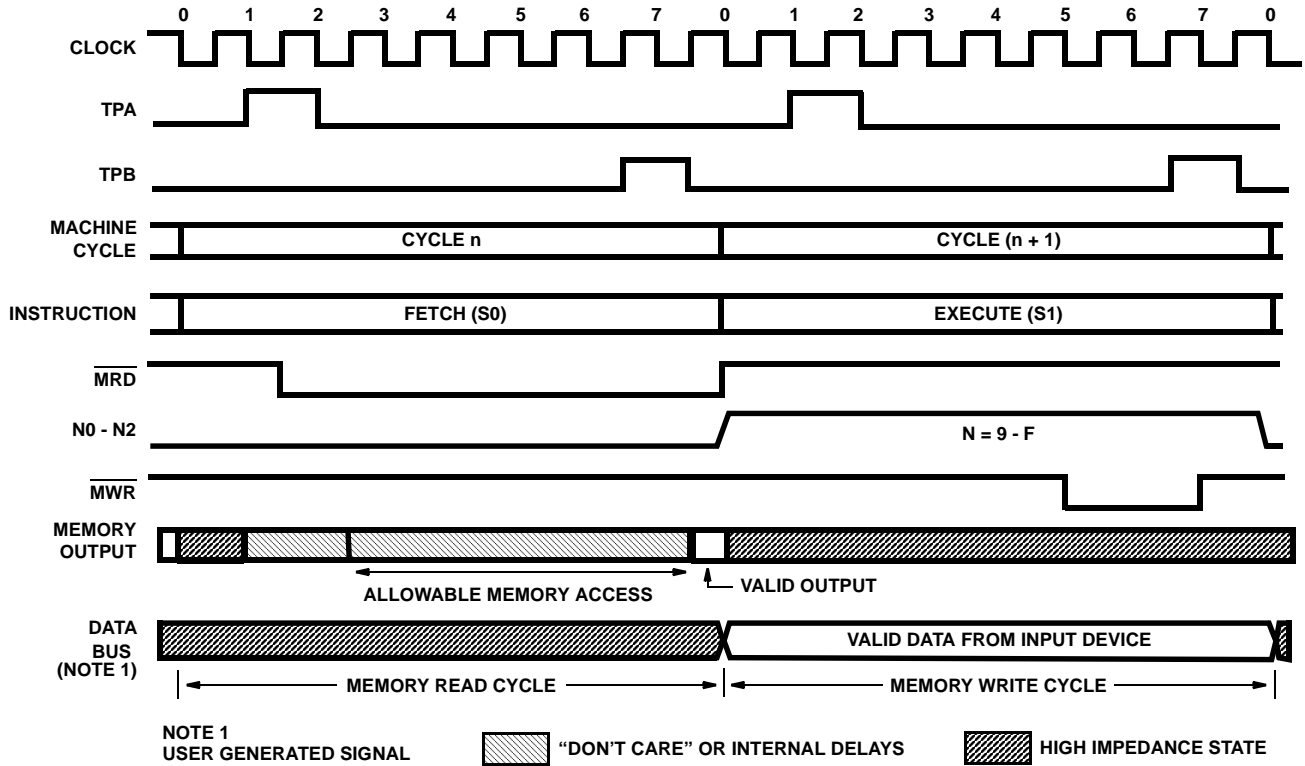 0 1 2 3 4 5 6 7 0 1 2 3 4 5 6 7 0
CLOCK
TPA
TPB
MACHINE
CYCLE
CYCLE n
CYCLE (n + 1)
INSTRUCTION
FETCH (S0)
EXECUTE (S1)
MRD
N0 - N2
N = 9 - F
MWR
MEMORY
OUTPUT
ALLOWABLE MEMORY ACCESS
VALID OUTPUT
DATA
BUS
(NOTE 1)
VALID DATA FROM INPUT DEVICE
MEMORY READ CYCLE
MEMORY WRITE CYCLE
NOTE 1
USER GENERATED SIGNAL
“DON'T CARE” OR INTERNAL DELAYS
HIGH IMPEDANCE STATE